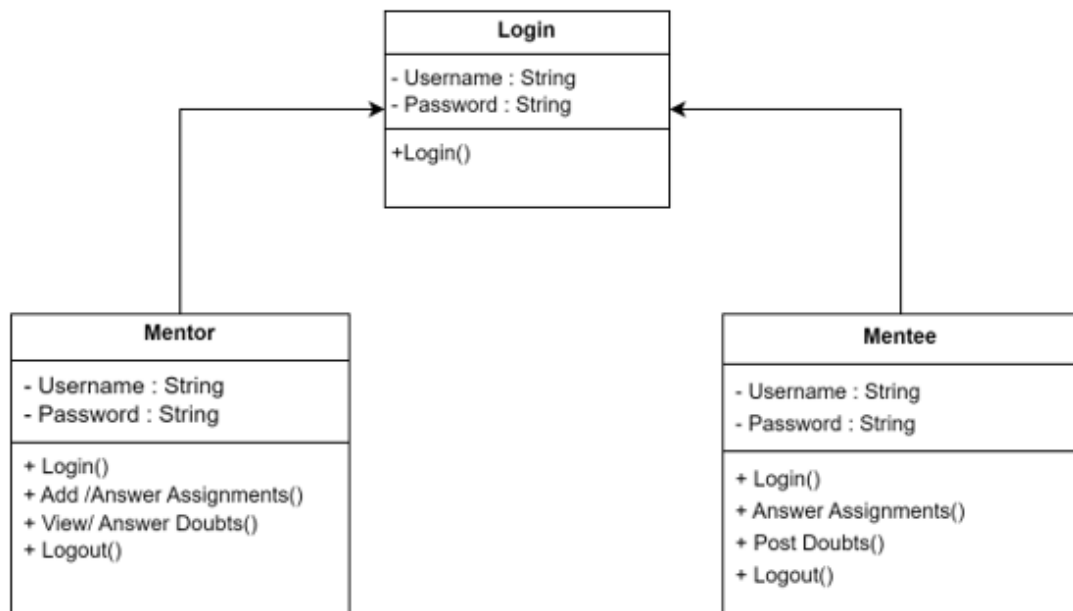 Login
- Username : String
- Password : String
+Login()
Mentor
- Username : String
- Password : String
+ Login()
+ Add /Answer Assignments()
+ View/ Answer Doubts()
+ Logout()
Mentee
- Username : String
- Password : String
+ Login()
+ Answer Assignments()
+ Post Doubts()
+ Logout()